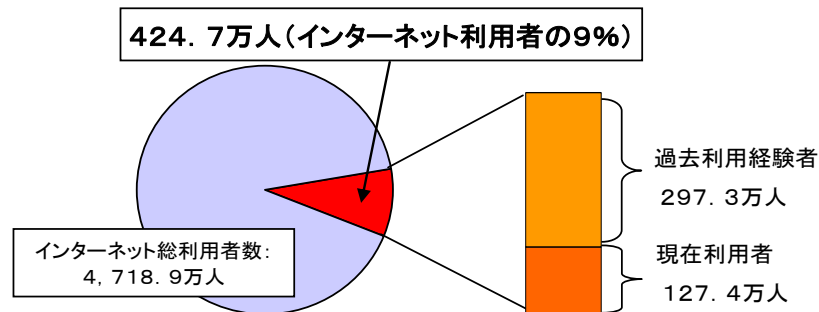 424．7万人（インターネット利用者の9％）
過去利用経験者
297．3万人
インターネット総利用者数：
4，718．9万人
現在利用者
127．4万人